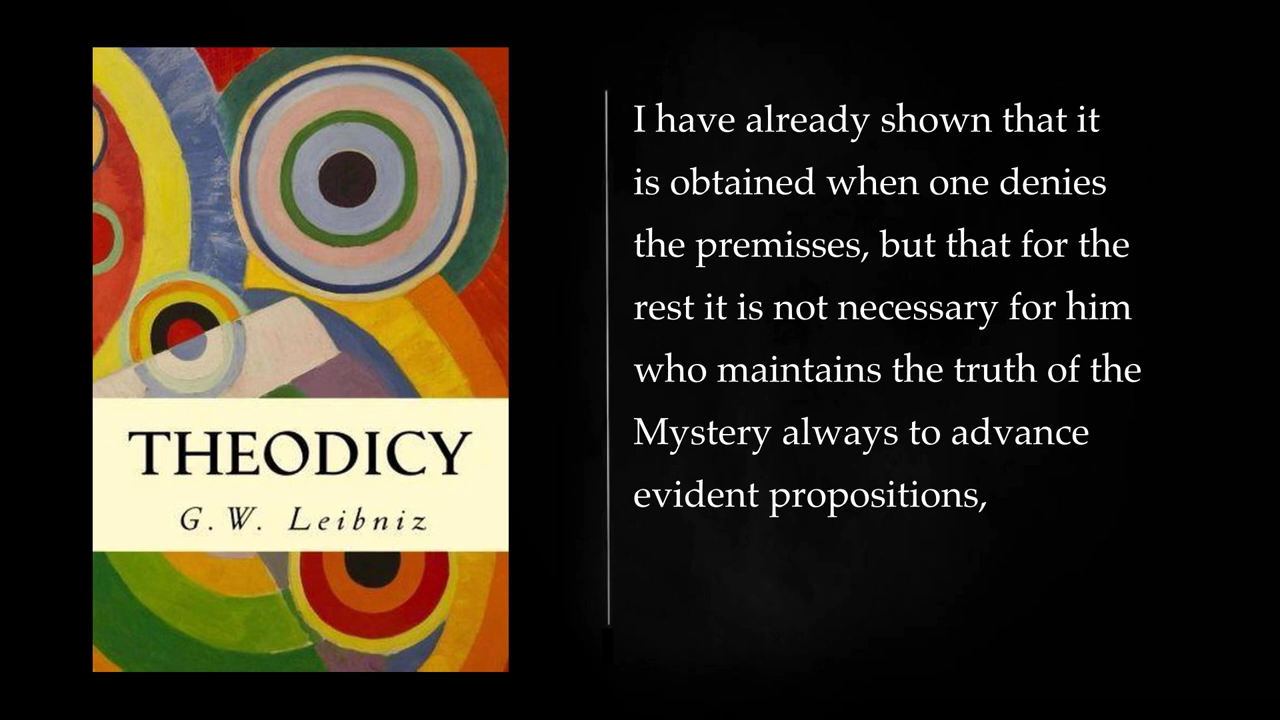 THEODICY
G.W. Leibniz
I have already shown that it
is obtained when one denies
the premisses, but that for the
rest it is not necessary for him
who maintains the truth of the
Mystery always to advance
evident propositions,